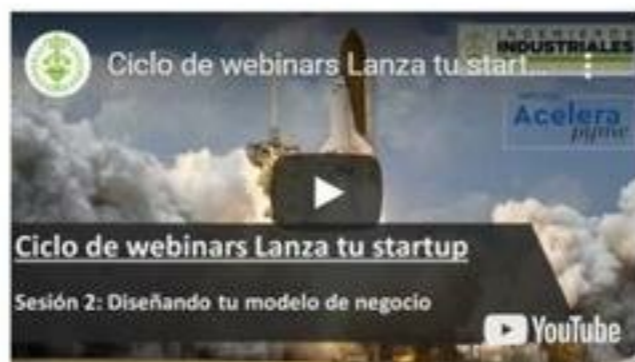 Ciclo de webinars Lanza tu start...
INGENIEROS
INDUSTRIALES
Acelera
pyme
Ciclo de webinars Lanza tu startup
Sesión 2: Diseñando tu modelo de negocio
YouTube